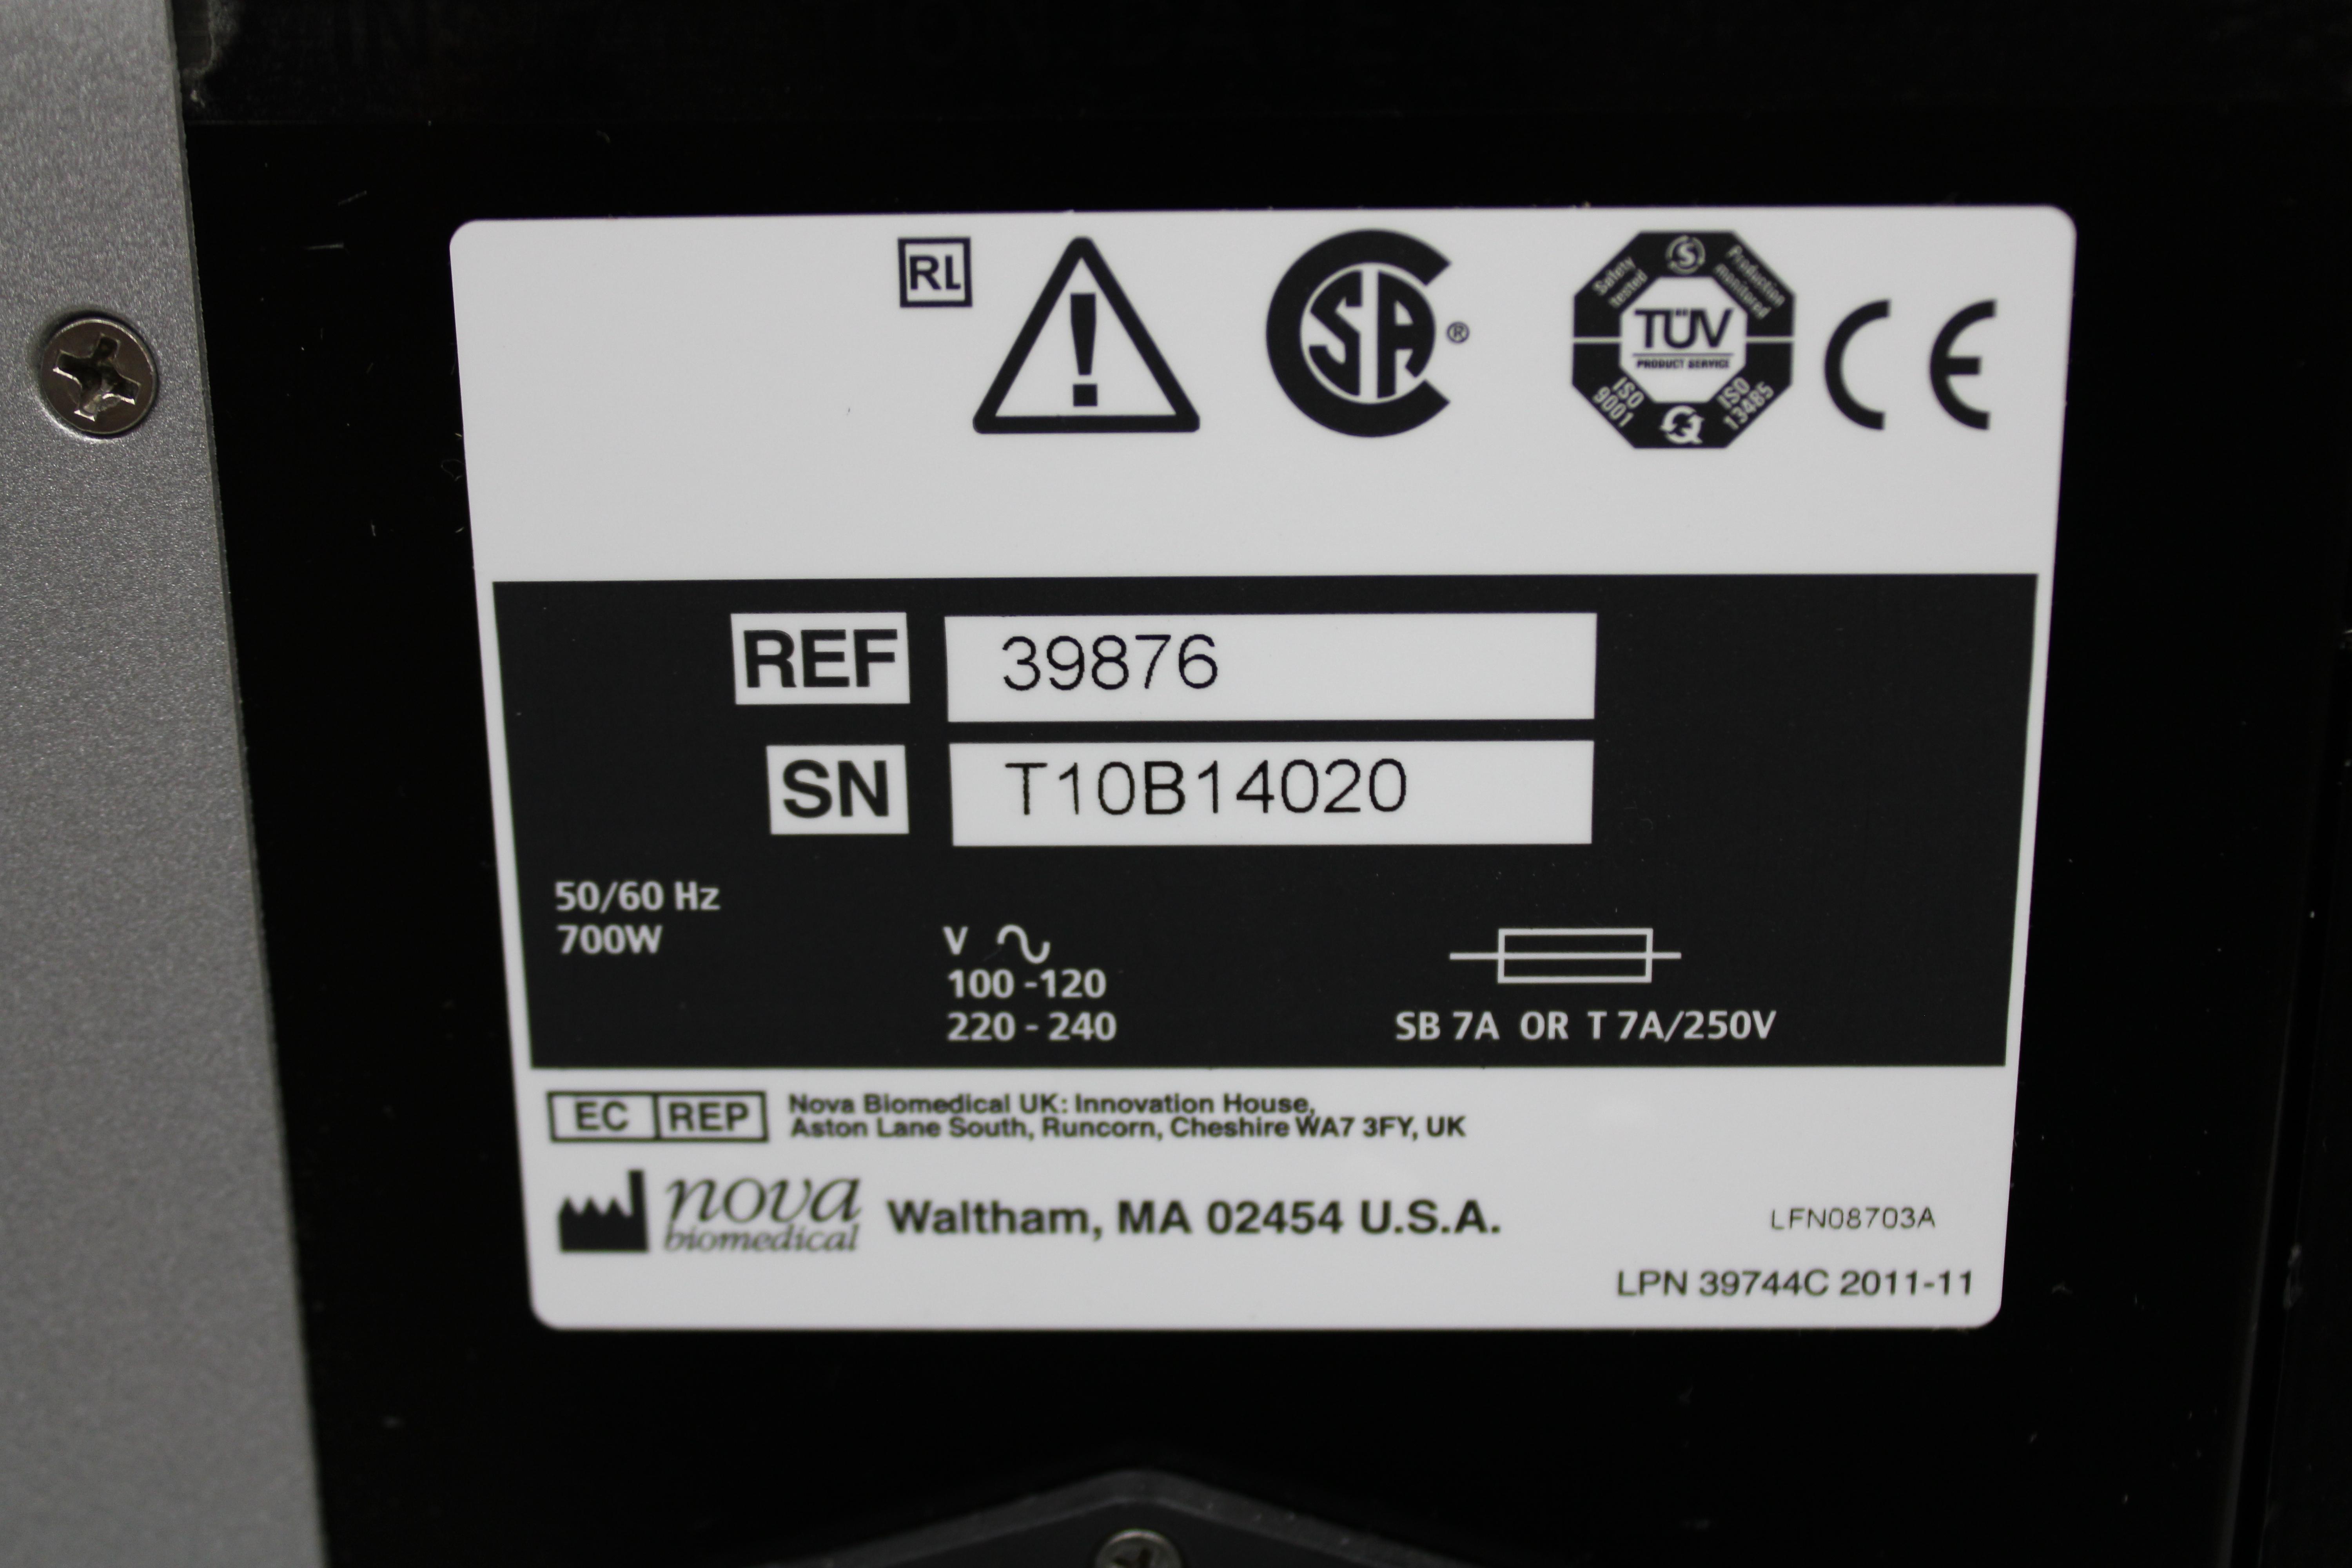 RL
CSA ®
Safety tested
S
Production monitored
TÜV
PRODUCT SERVICE
ISO 9001
ISO 13485
CE
REF 39876
SN T10B14020
50/60 Hz
700W
V
100 -120
220 - 240
SB 7A OR T 7A/250V
EC REP
Nova Biomedical UK: Innovation House,
Aston Lane South, Runcorn, Cheshire WA7 3FY, UK
nova
biomedical
Waltham, MA 02454 U.S.A.
LFN08703A
LPN 39744C 2011-11